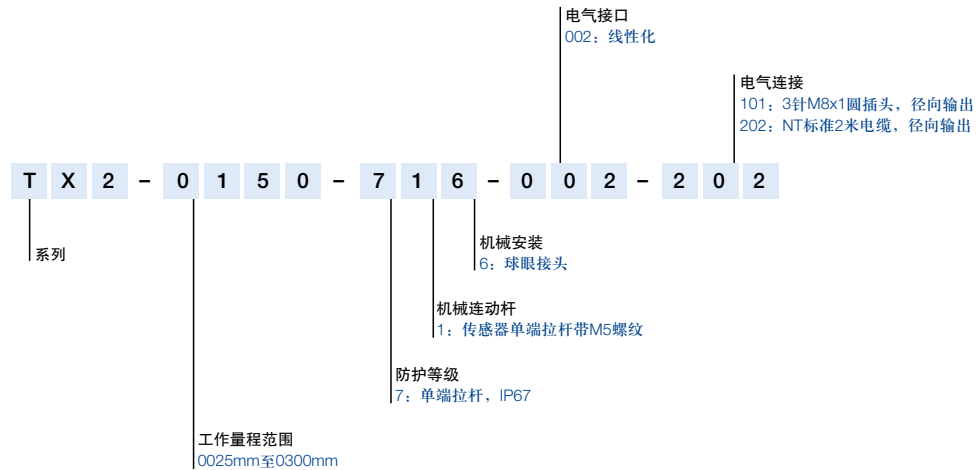 电气接口
002：线性化
电气连接
101：3针M8x1圆插头，径向输出
202：NT标准2米电缆，径向输出
T X 2 – 0 1 5 0 – 7 1 6 – 0 0 2 – 2 0 2
系列
机械安装
6：球眼接头
机械连动杆
1：传感器单端拉杆带M5螺纹
防护等级
7：单端拉杆，IP67
工作量程范围
0025mm至0300mm